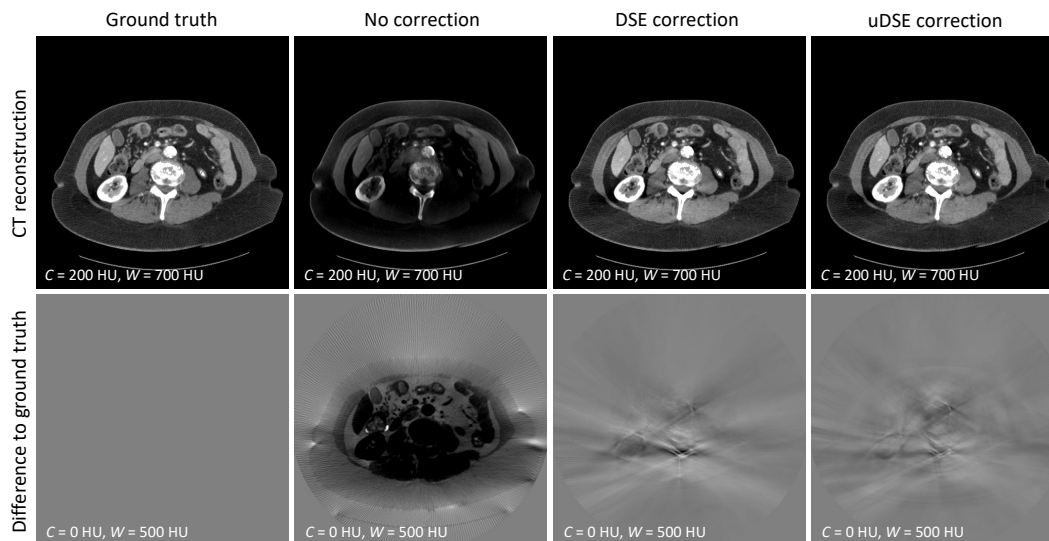 Ground truth
No correction
DSE correction
uDSE correction
CT reconstruction
C = 200 HU, W = 700 HU
C = 200 HU, W = 700 HU
C = 200 HU, W = 700 HU
C = 200 HU, W = 700 HU
Difference to ground truth
C = 0 HU, W = 500 HU
C = 0 HU, W = 500 HU
C = 0 HU, W = 500 HU
C = 0 HU, W = 500 HU